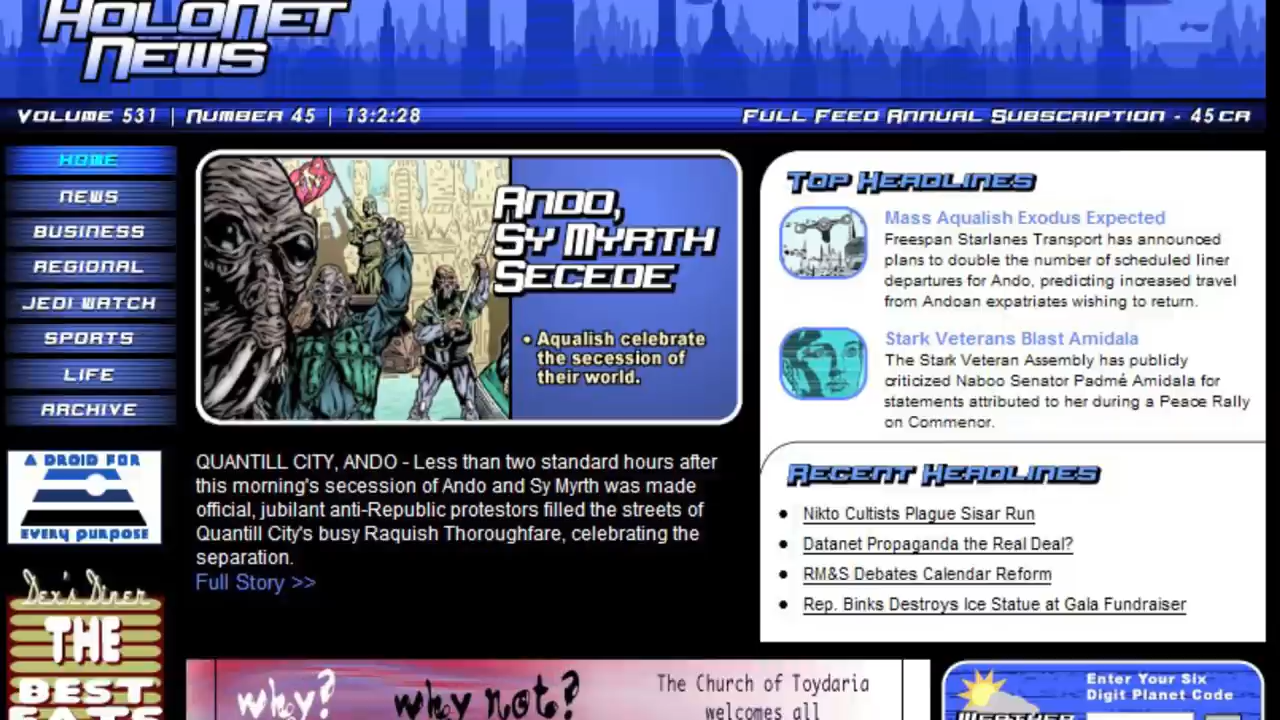 HoloNet
News
Volume 531 | Number 45 | 13:2:28
Full Feed Annual Subscription - 45 CR
HOME
NEWS
BUSINESS
REGIONAL
JEDI WATCH
SPORTS
LIFE
ARCHIVE
A DROID FOR
EVERY PURPOSE
Dex's Diner
THE
BEST
EATS
Ando,
Sy Myrth
Secede
• Aqualish celebrate
the secession of
their world.
QUANTILL CITY, ANDO - Less than two standard hours after
this morning's secession of Ando and Sy Myrth was made
official, jubilant anti-Republic protestors filled the streets of
Quantill City's busy Raquish Thoroughfare, celebrating the
separation.
Full Story >>
Top Headlines
Mass Aqualish Exodus Expected
Freespan Starlanes Transport has announced
plans to double the number of scheduled liner
departures for Ando, predicting increased travel
from Andoan expatriates wishing to return.
Stark Veterans Blast Amidala
The Stark Veteran Assembly has publicly
criticized Naboo Senator Padmé Amidala for
statements attributed to her during a Peace Rally
on Commenor.
Recent Headlines
• Nikto Cultists Plague Sisar Run
• Datanet Propaganda the Real Deal?
• RM&S Debates Calendar Reform
• Rep. Binks Destroys Ice Statue at Gala Fundraiser
why? why not?
The Church of Toydaria
welcomes all
Enter Your Six
Digit Planet Code
Weather